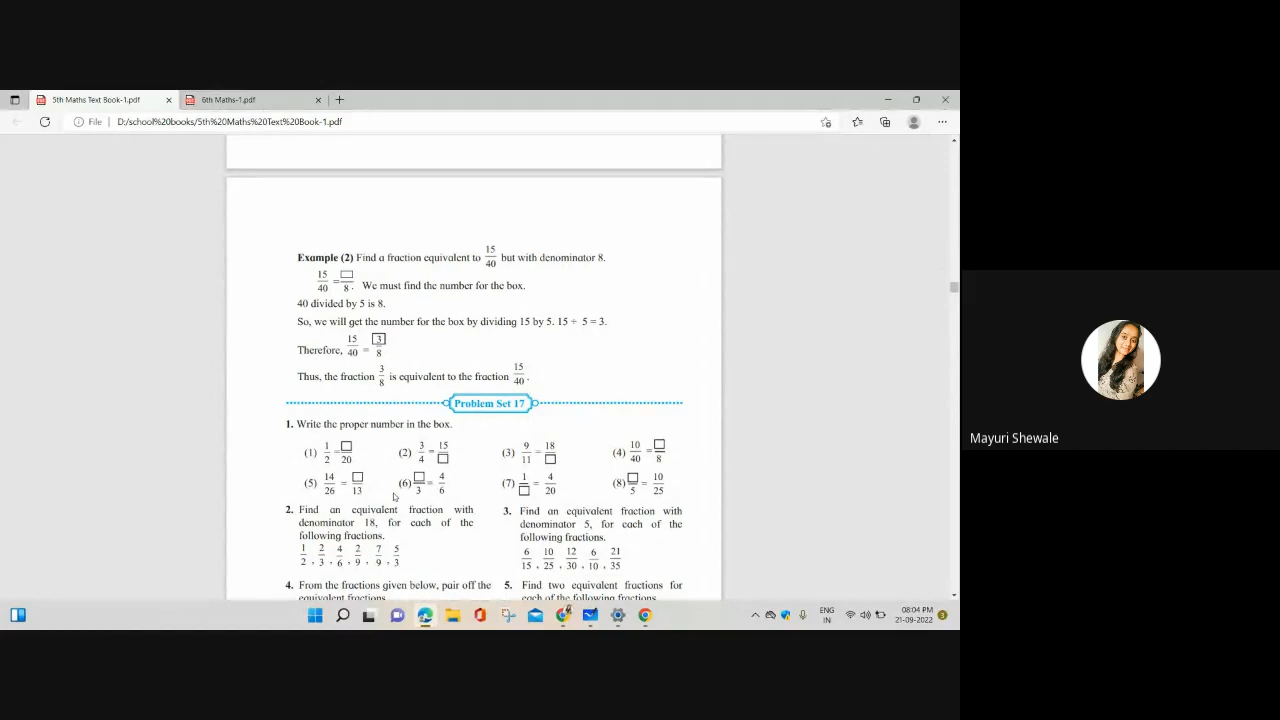 5th Maths Text Book-1.pdf
6th Maths-1.pdf
File D:/school%20books/5th%20Maths%20Text%20Book-1.pdf
Example (2) Find a fraction equivalent to 15/40 but with denominator 8.
15/40 = □/8. We must find the number for the box.
40 divided by 5 is 8.
So, we will get the number for the box by dividing 15 by 5. 15 ÷ 5 = 3.
Therefore, 15/40 = 3/8
Thus, the fraction 3/8 is equivalent to the fraction 15/40.
Problem Set 17
1. Write the proper number in the box.
(1) 1/2 = □/20 (2) 3/4 = 15/□ (3) 9/11 = 18/□ (4) 10/40 = □/8
(5) 14/26 = □/13 (6) □/3 = 4/6 (7) 1/□ = 4/20 (8) □/5 = 10/25
2. Find an equivalent fraction with
denominator 18, for each of the
following fractions.
1/2, 2/3, 4/6, 2/9, 7/9, 5/3
3. Find an equivalent fraction with
denominator 5, for each of the
following fractions.
6/15, 10/25, 12/30, 6/10, 21/35
4. From the fractions given below, pair off the
equivalent fractions
5. Find two equivalent fractions for
each of the following fractions
Mayuri Shewale
ENG
IN
08:04 PM
21-09-2022
3